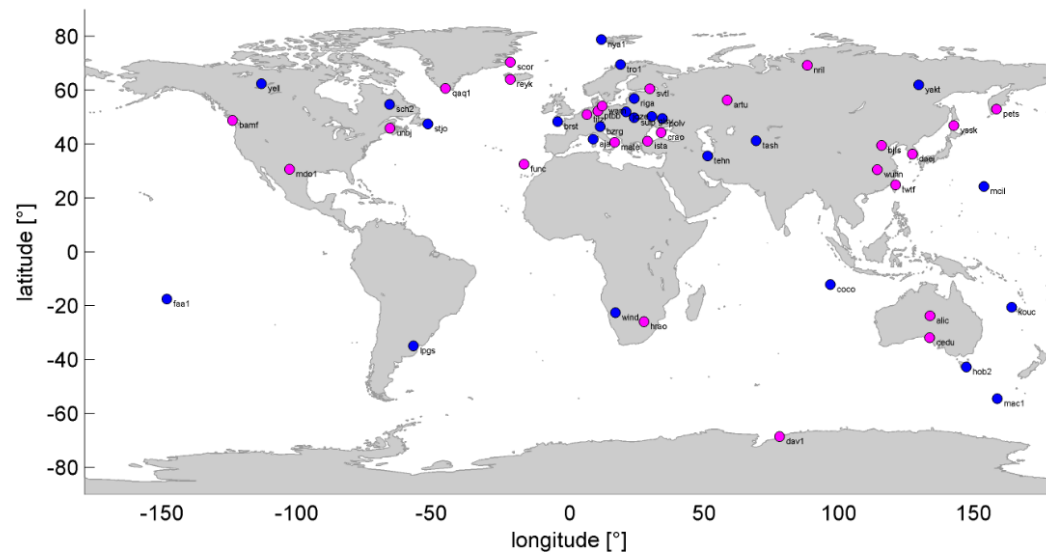 80
60
40
20
0
-20
-40
-60
-80
latitude [°]
-150
-100
-50
0
50
100
150
longitude [°]
nya1
scor
tro1
nril
reyk
yell
qaq1
svtl
yakt
sch2
riga
artu
pets
bamf
stjo
brst
polv
yssk
unbj
bzrg
crao
aja
ista
tash
bjfs
daej
tehn
mdo1
func
wuhn
twtf
mcil
coco
faa1
kouc
wind
hrao
alic
cedu
lpgs
hob2
mac1
dav1